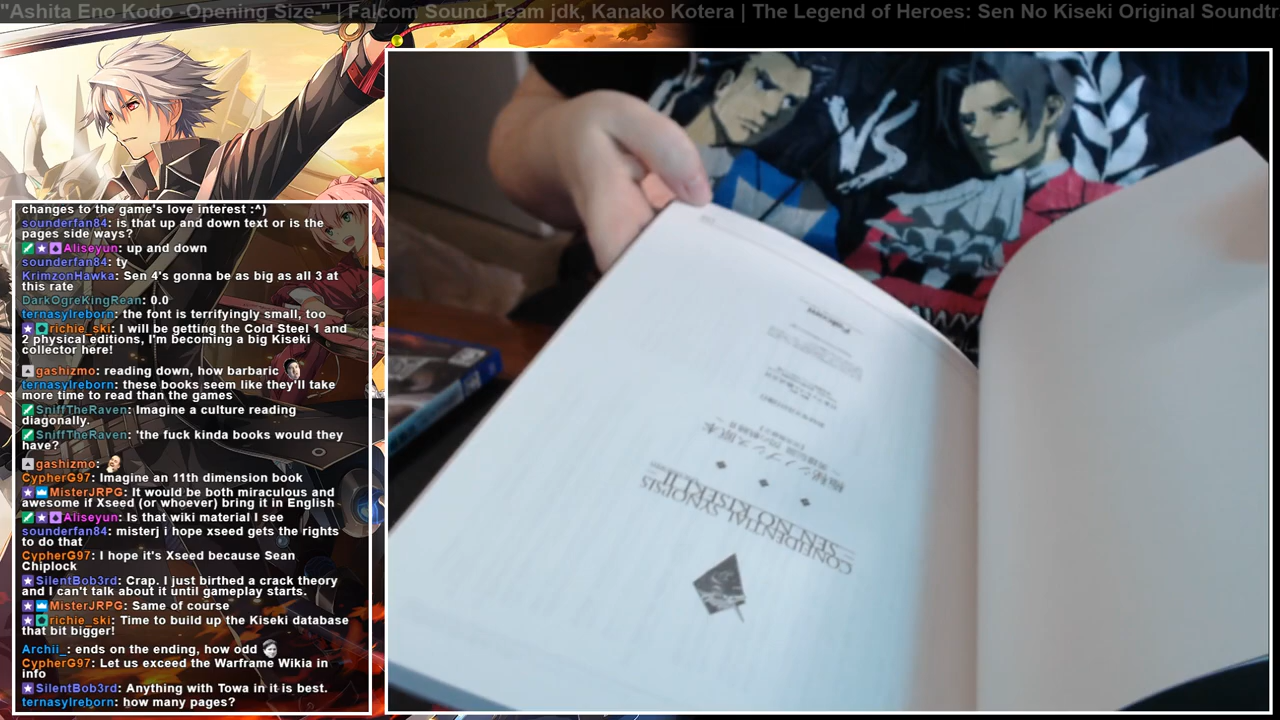 "Ashita Eno Kodo -Opening Size-" | Falcom Sound Team jdk, Kanako Kotera | The Legend of Heroes: Sen No Kiseki Original Soundtr
changes to the game's love interest :^)
sounderfan84: is that up and down text or is the
pages side ways?
Aliseyun: up and down
sounderfan84: ty
KrimzonHawka: Sen 4's gonna be as big as all 3 at
this rate
DarkOgreKingRean: 0.0
ternasylreborn: the font is terrifyingly small, too
richie_ski: I will be getting the Cold Steel 1 and
2 physical editions, I'm becoming a big Kiseki
collector here!
gashizmo: reading down, how barbaric
ternasylreborn: these books seem like they'll take
more time to read than the games
SniffTheRaven: Imagine a culture reading
diagonally.
SniffTheRaven: 'the fuck kinda books would they
have?
gashizmo:
CypherG97: Imagine an 11th dimension book
MisterJRPG: It would be both miraculous and
awesome if Xseed (or whoever) bring it in English
Aliseyun: Is that wiki material I see
sounderfan84: misterj i hope xseed gets the rights
to do that
CypherG97: I hope it's Xseed because Sean
Chiplock
SilentBob3rd: Crap. I just birthed a crack theory
and I can't talk about it until gameplay starts.
MisterJRPG: Same of course
richie_ski: Time to build up the Kiseki database
that bit bigger!
Archii_: ends on the ending, how odd
CypherG97: Let us exceed the Warframe Wikia in
info
SilentBob3rd: Anything with Towa in it is best.
ternasylreborn: how many pages?
VS
SEN NO KISEKI II
CONFIDENTIAL SYNOPSIS
Falcom